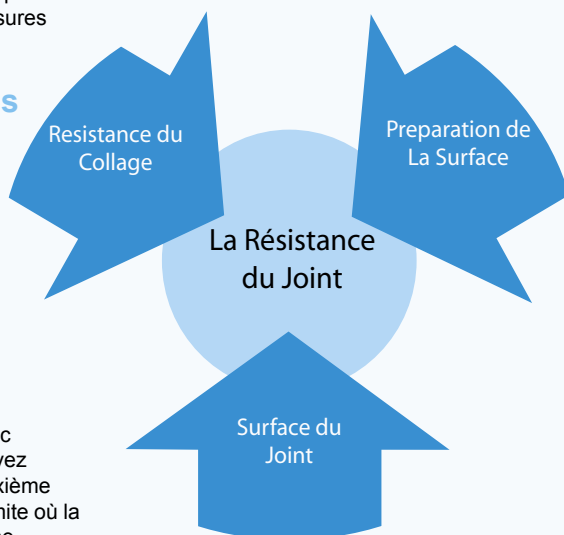 sures
s
Resistance du
Collage
Preparation de
La Surface
La Résistance
du Joint
Surface du
Joint
c
vez
xième
nite où la